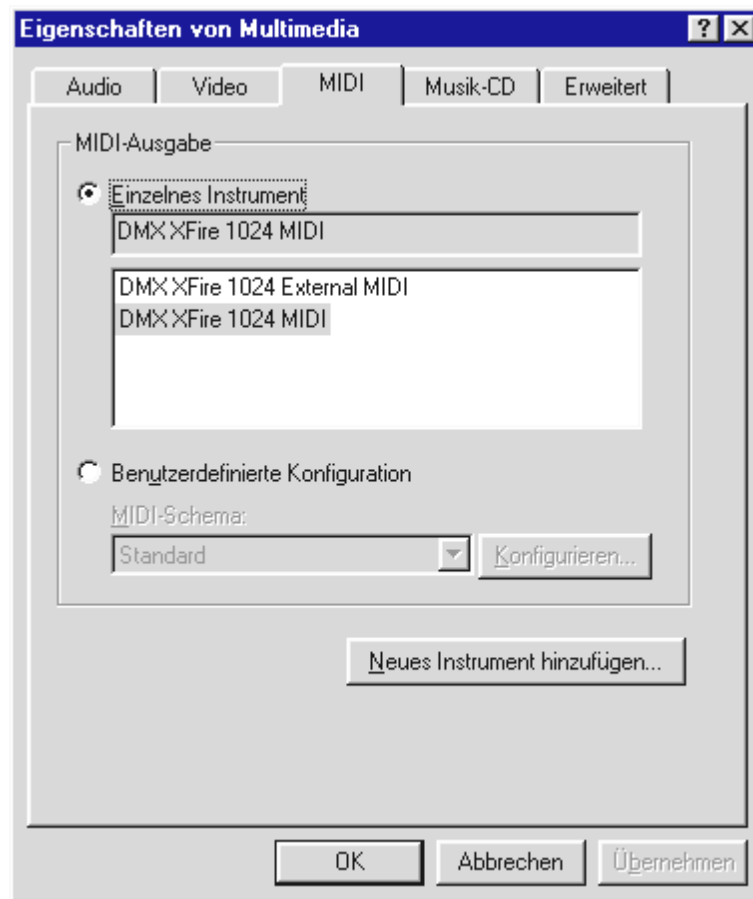 Eigenschaften von Multimedia
Audio Video MIDI Musik-CD Erweitert
MIDI-Ausgabe
Einzelnes Instrument
DMX XFire 1024 MIDI
DMX XFire 1024 External MIDI
DMX XFire 1024 MIDI
Benutzerdefinierte Konfiguration
MIDI-Schema:
Standard Konfigurieren...
Neues Instrument hinzufügen...
OK Abbrechen Übernehmen